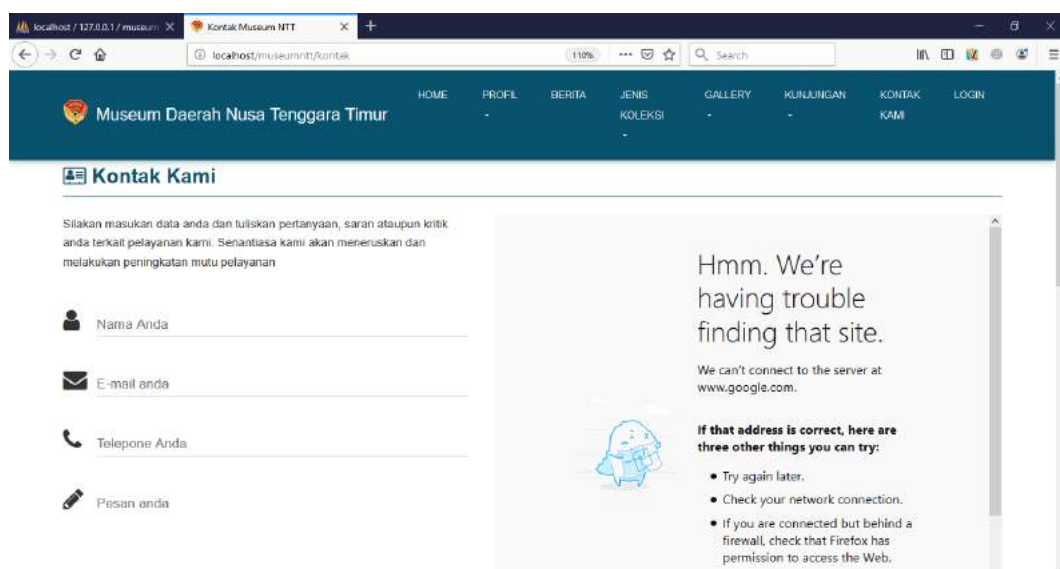 localhost / 127.0.0.1 / museum
Kontak Museum NTT
localhost/museumntt/kontak
110%
Search
Museum Daerah Nusa Tenggara Timur
HOME
PROFIL
BERITA
JENIS
KOLEKSI
GALLERY
KUNJUNGAN
KONTAK
KAMI
LOGIN
Kontak Kami
Silakan masukan data anda dan tuliskan pertanyaan, saran ataupun kritik
anda terkait pelayanan kami. Senantiasa kami akan meneruskan dan
melakukan peningkatan mutu pelayanan
Nama Anda
E-mail anda
Telepone Anda
Pesan anda
Hmm. We're
having trouble
finding that site.
We can't connect to the server at
www.google.com.
If that address is correct, here are
three other things you can try:
• Try again later.
• Check your network connection.
• If you are connected but behind a
firewall, check that Firefox has
permission to access the Web.